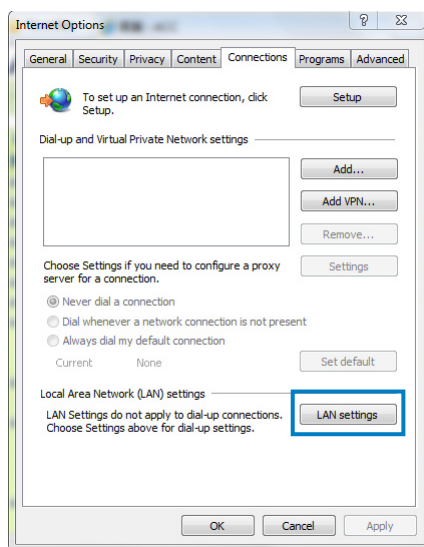 Internet Options
General Security Privacy Content Connections Programs Advanced
To set up an Internet connection, click
Setup.
Setup
Dial-up and Virtual Private Network settings
Add...
Add VPN...
Remove...
Choose Settings if you need to configure a proxy
server for a connection.
Settings
Never dial a connection
Dial whenever a network connection is not present
Always dial my default connection
Current None
Set default
Local Area Network (LAN) settings
LAN Settings do not apply to dial-up connections.
Choose Settings above for dial-up settings.
LAN settings
OK Cancel Apply